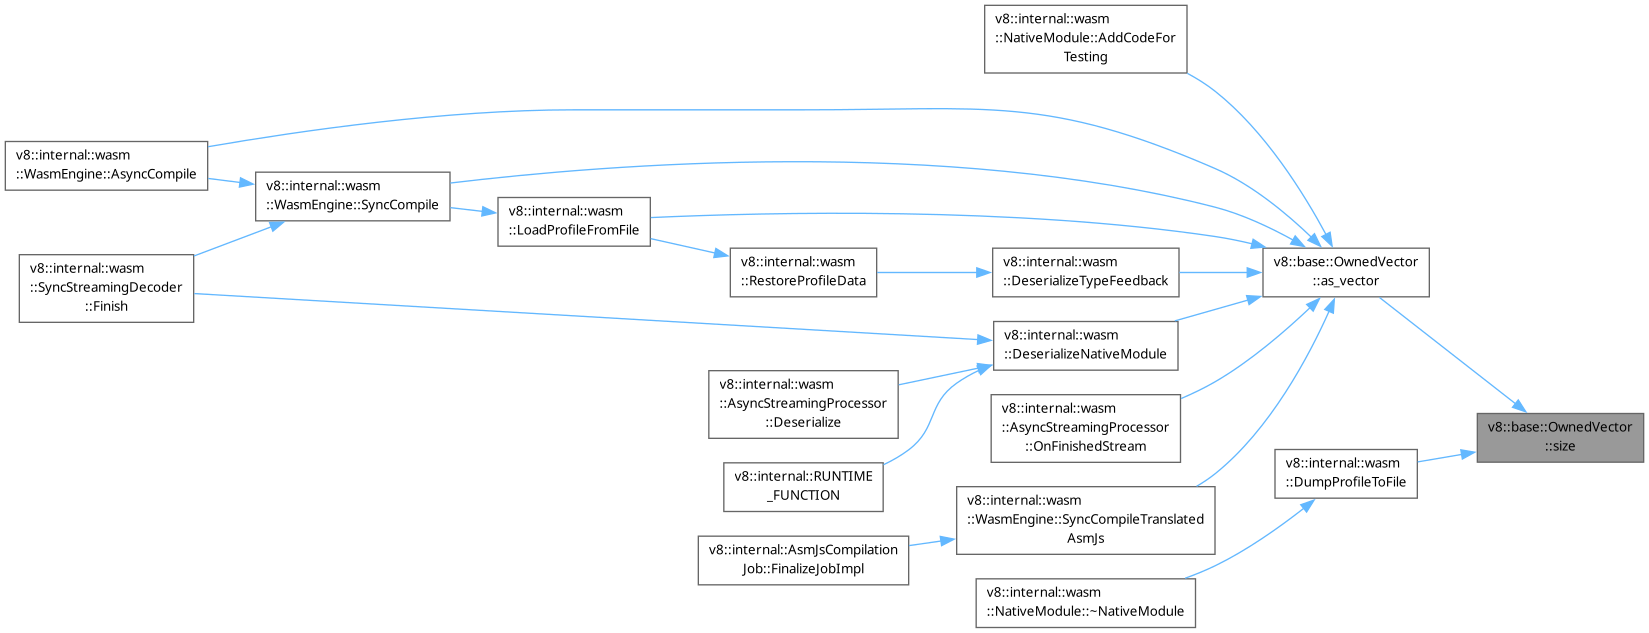 v8::internal::wasm
::NativeModule::AddCodeFor
Testing
v8::internal::wasm
::WasmEngine::AsyncCompile
v8::internal::wasm
::WasmEngine::SyncCompile
v8::internal::wasm
::LoadProfileFromFile
v8::internal::wasm
::SyncStreamingDecoder
::Finish
v8::internal::wasm
::RestoreProfileData
v8::internal::wasm
::DeserializeTypeFeedback
v8::base::OwnedVector
::as_vector
v8::internal::wasm
::DeserializeNativeModule
v8::internal::wasm
::AsyncStreamingProcessor
::Deserialize
v8::internal::wasm
::AsyncStreamingProcessor
::OnFinishedStream
v8::base::OwnedVector
::size
v8::internal::RUNTIME
_FUNCTION
v8::internal::wasm
::DumpProfileToFile
v8::internal::wasm
::WasmEngine::SyncCompileTranslated
AsmJs
v8::internal::AsmJsCompilation
Job::FinalizeJobImpl
v8::internal::wasm
::NativeModule::~NativeModule